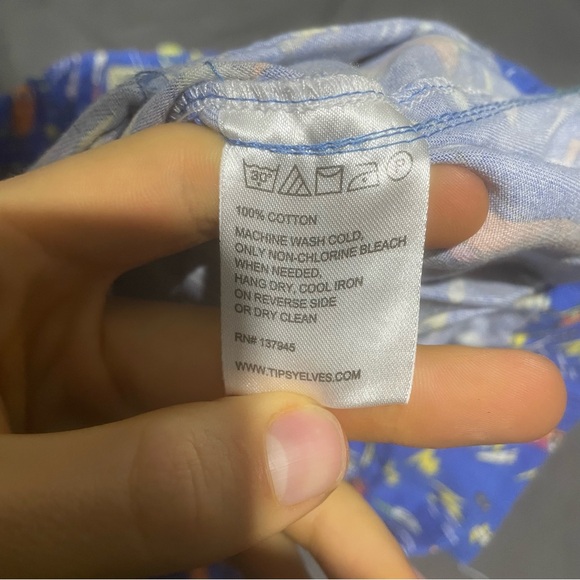 30°
P
100% COTTON
MACHINE WASH COLD.
ONLY NON-CHLORINE BLEACH
WHEN NEEDED.
HANG DRY, COOL IRON
ON REVERSE SIDE
OR DRY CLEAN
RN# 137945
WWW.TIPSYELVES.COM